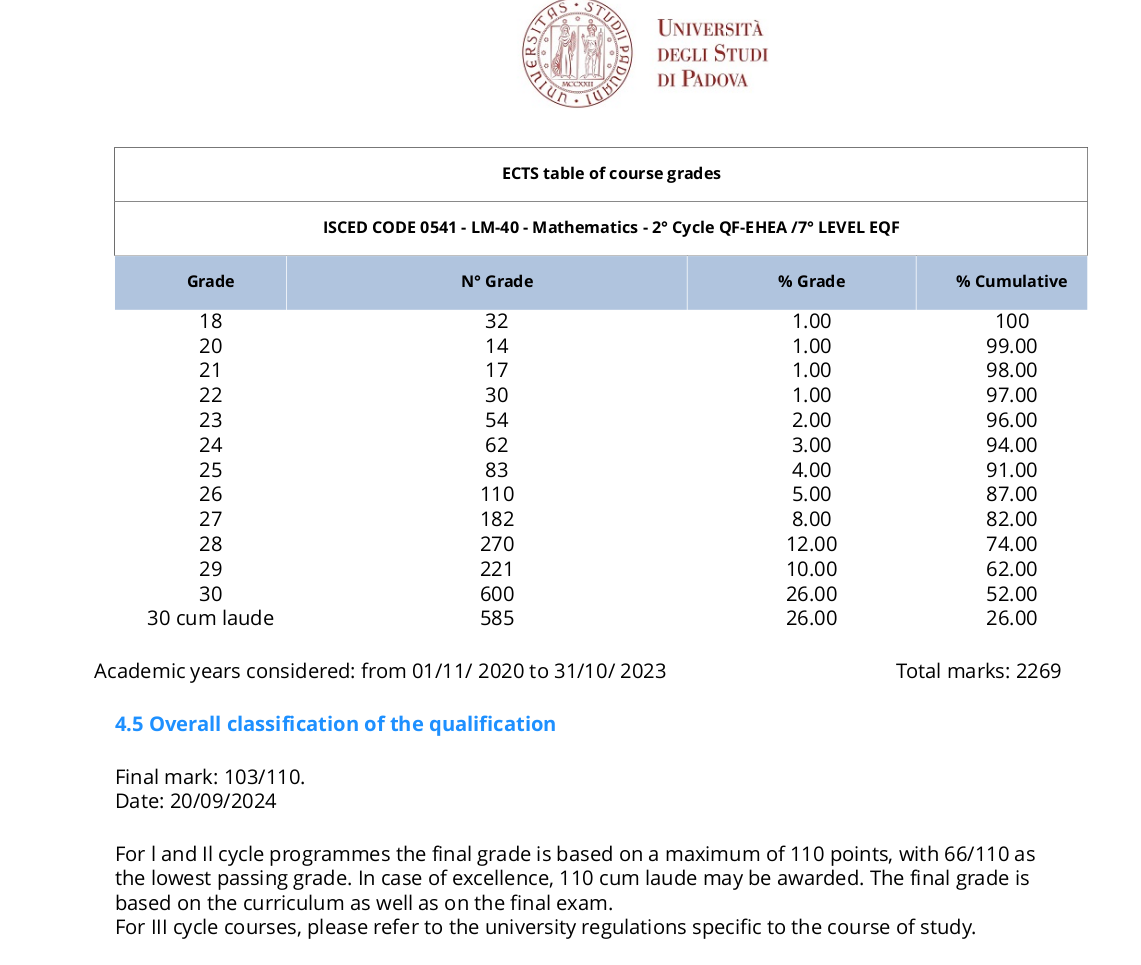 UNIVERSITAS STUDII PADUANI
MCCXXII
UNIVERSITÀ
DEGLI STUDI
DI PADOVA
ECTS table of course grades
ISCED CODE 0541 - LM-40 - Mathematics - 2° Cycle QF-EHEA /7° LEVEL EQF
Grade N° Grade % Grade % Cumulative
18 32 1.00 100
20 14 1.00 99.00
21 17 1.00 98.00
22 30 1.00 97.00
23 54 2.00 96.00
24 62 3.00 94.00
25 83 4.00 91.00
26 110 5.00 87.00
27 182 8.00 82.00
28 270 12.00 74.00
29 221 10.00 62.00
30 600 26.00 52.00
30 cum laude 585 26.00 26.00
Academic years considered: from 01/11/ 2020 to 31/10/ 2023 Total marks: 2269
4.5 Overall classification of the qualification
Final mark: 103/110.
Date: 20/09/2024
For I and II cycle programmes the final grade is based on a maximum of 110 points, with 66/110 as
the lowest passing grade. In case of excellence, 110 cum laude may be awarded. The final grade is
based on the curriculum as well as on the final exam.
For III cycle courses, please refer to the university regulations specific to the course of study.